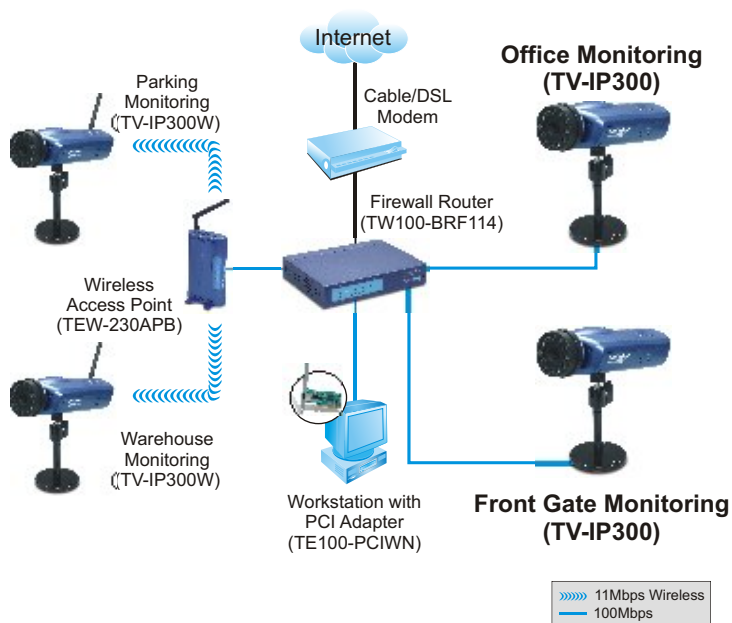 Internet
Office Monitoring
(TV-IP300)
Parking
Monitoring
(TV-IP300W)
Cable/DSL
Modem
Firewall Router
(TW100-BRF114)
Wireless
Access Point
(TEW-230APB)
Warehouse
Monitoring
(TV-IP300W)
Workstation with
PCI Adapter
(TE100-PCIWN)
Front Gate Monitoring
(TV-IP300)
11Mbps Wireless
100Mbps